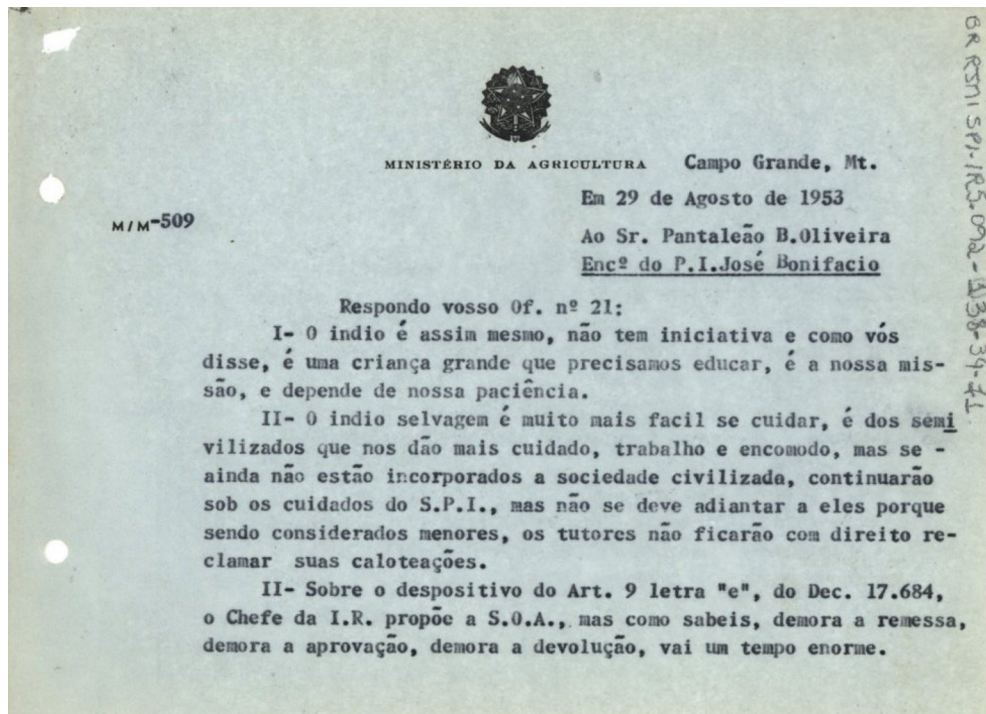 MINISTÉRIO DA AGRICULTURA Campo Grande, Mt.
Em 29 de Agosto de 1953
M/M-509
Ao Sr. Pantaleão B.Oliveira
Encº do P.I.José Bonifacio
Respondo vosso Of. nº 21:
I- O indio é assim mesmo, não tem iniciativa e como vós
disse, é uma criança grande que precisamos educar, é a nossa mis-
são, e depende de nossa paciência.
II- O indio selvagem é muito mais facil se cuidar, é dos semi
vilizados que nos dão mais cuidado, trabalho e encomodo, mas se -
ainda não estão incorporados a sociedade civilizada, continuarão
sob os cuidados do S.P.I., mas não se deve adiantar a eles porque
sendo considerados menores, os tutores não ficarão com direito re-
clamar suas caloteações.
II- Sobre o despositivo do Art. 9 letra "e", do Dec. 17.684,
o Chefe da I.R. propõe a S.O.A., mas como sabeis, demora a remessa,
demora a aprovação, demora a devolução, vai um tempo enorme.